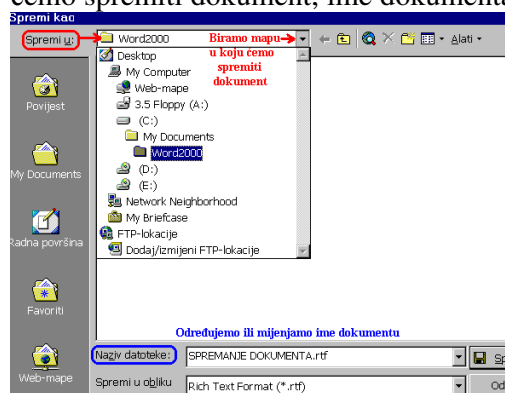 ćemo spremiti dokument, ime dokumenta
Spremi kao
Spremi u: Word2000 Biramo mapu Alati
u koju ćemo
spremiti
dokument
Desktop
My Computer
Web-mape
3.5 Floppy (A:)
(C:)
My Documents
Word2000
(D:)
(E:)
Network Neighborhood
My Briefcase
FTP-lokacije
Dodaj/izmijeni FTP-lokacije
Povijest
My Documents
Radna površina
Favoriti
Web-mape
Određujemo ili mijenjamo ime dokumentu
Naziv datoteke: SPREMANJE DOKUMENTA.rtf Sp
Spremi u obliku Rich Text Format (*.rtf) Od